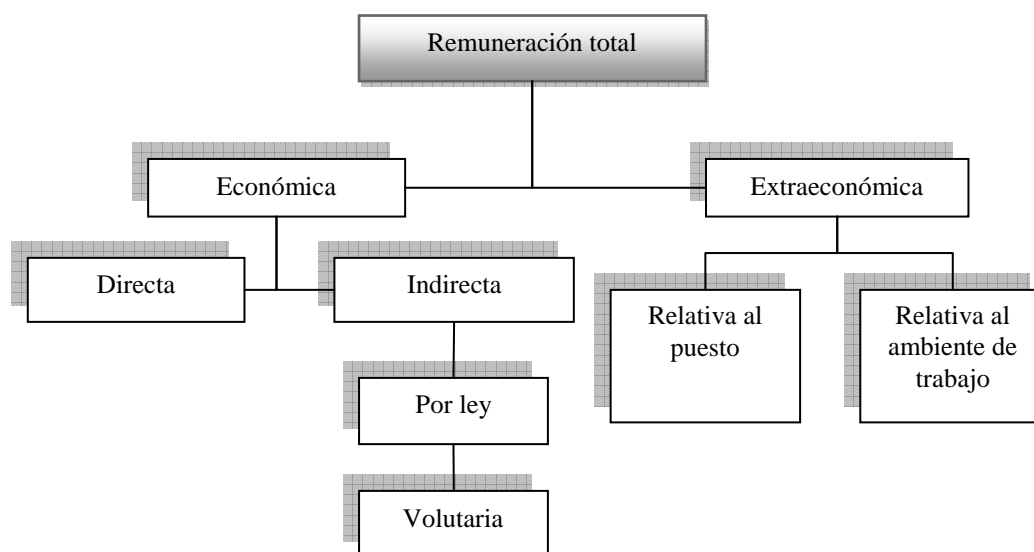 Remuneración total
Económica
Extraeconómica
Directa
Indirecta
Relativa al
puesto
Relativa al
ambiente de
trabajo
Por ley
Volutaria